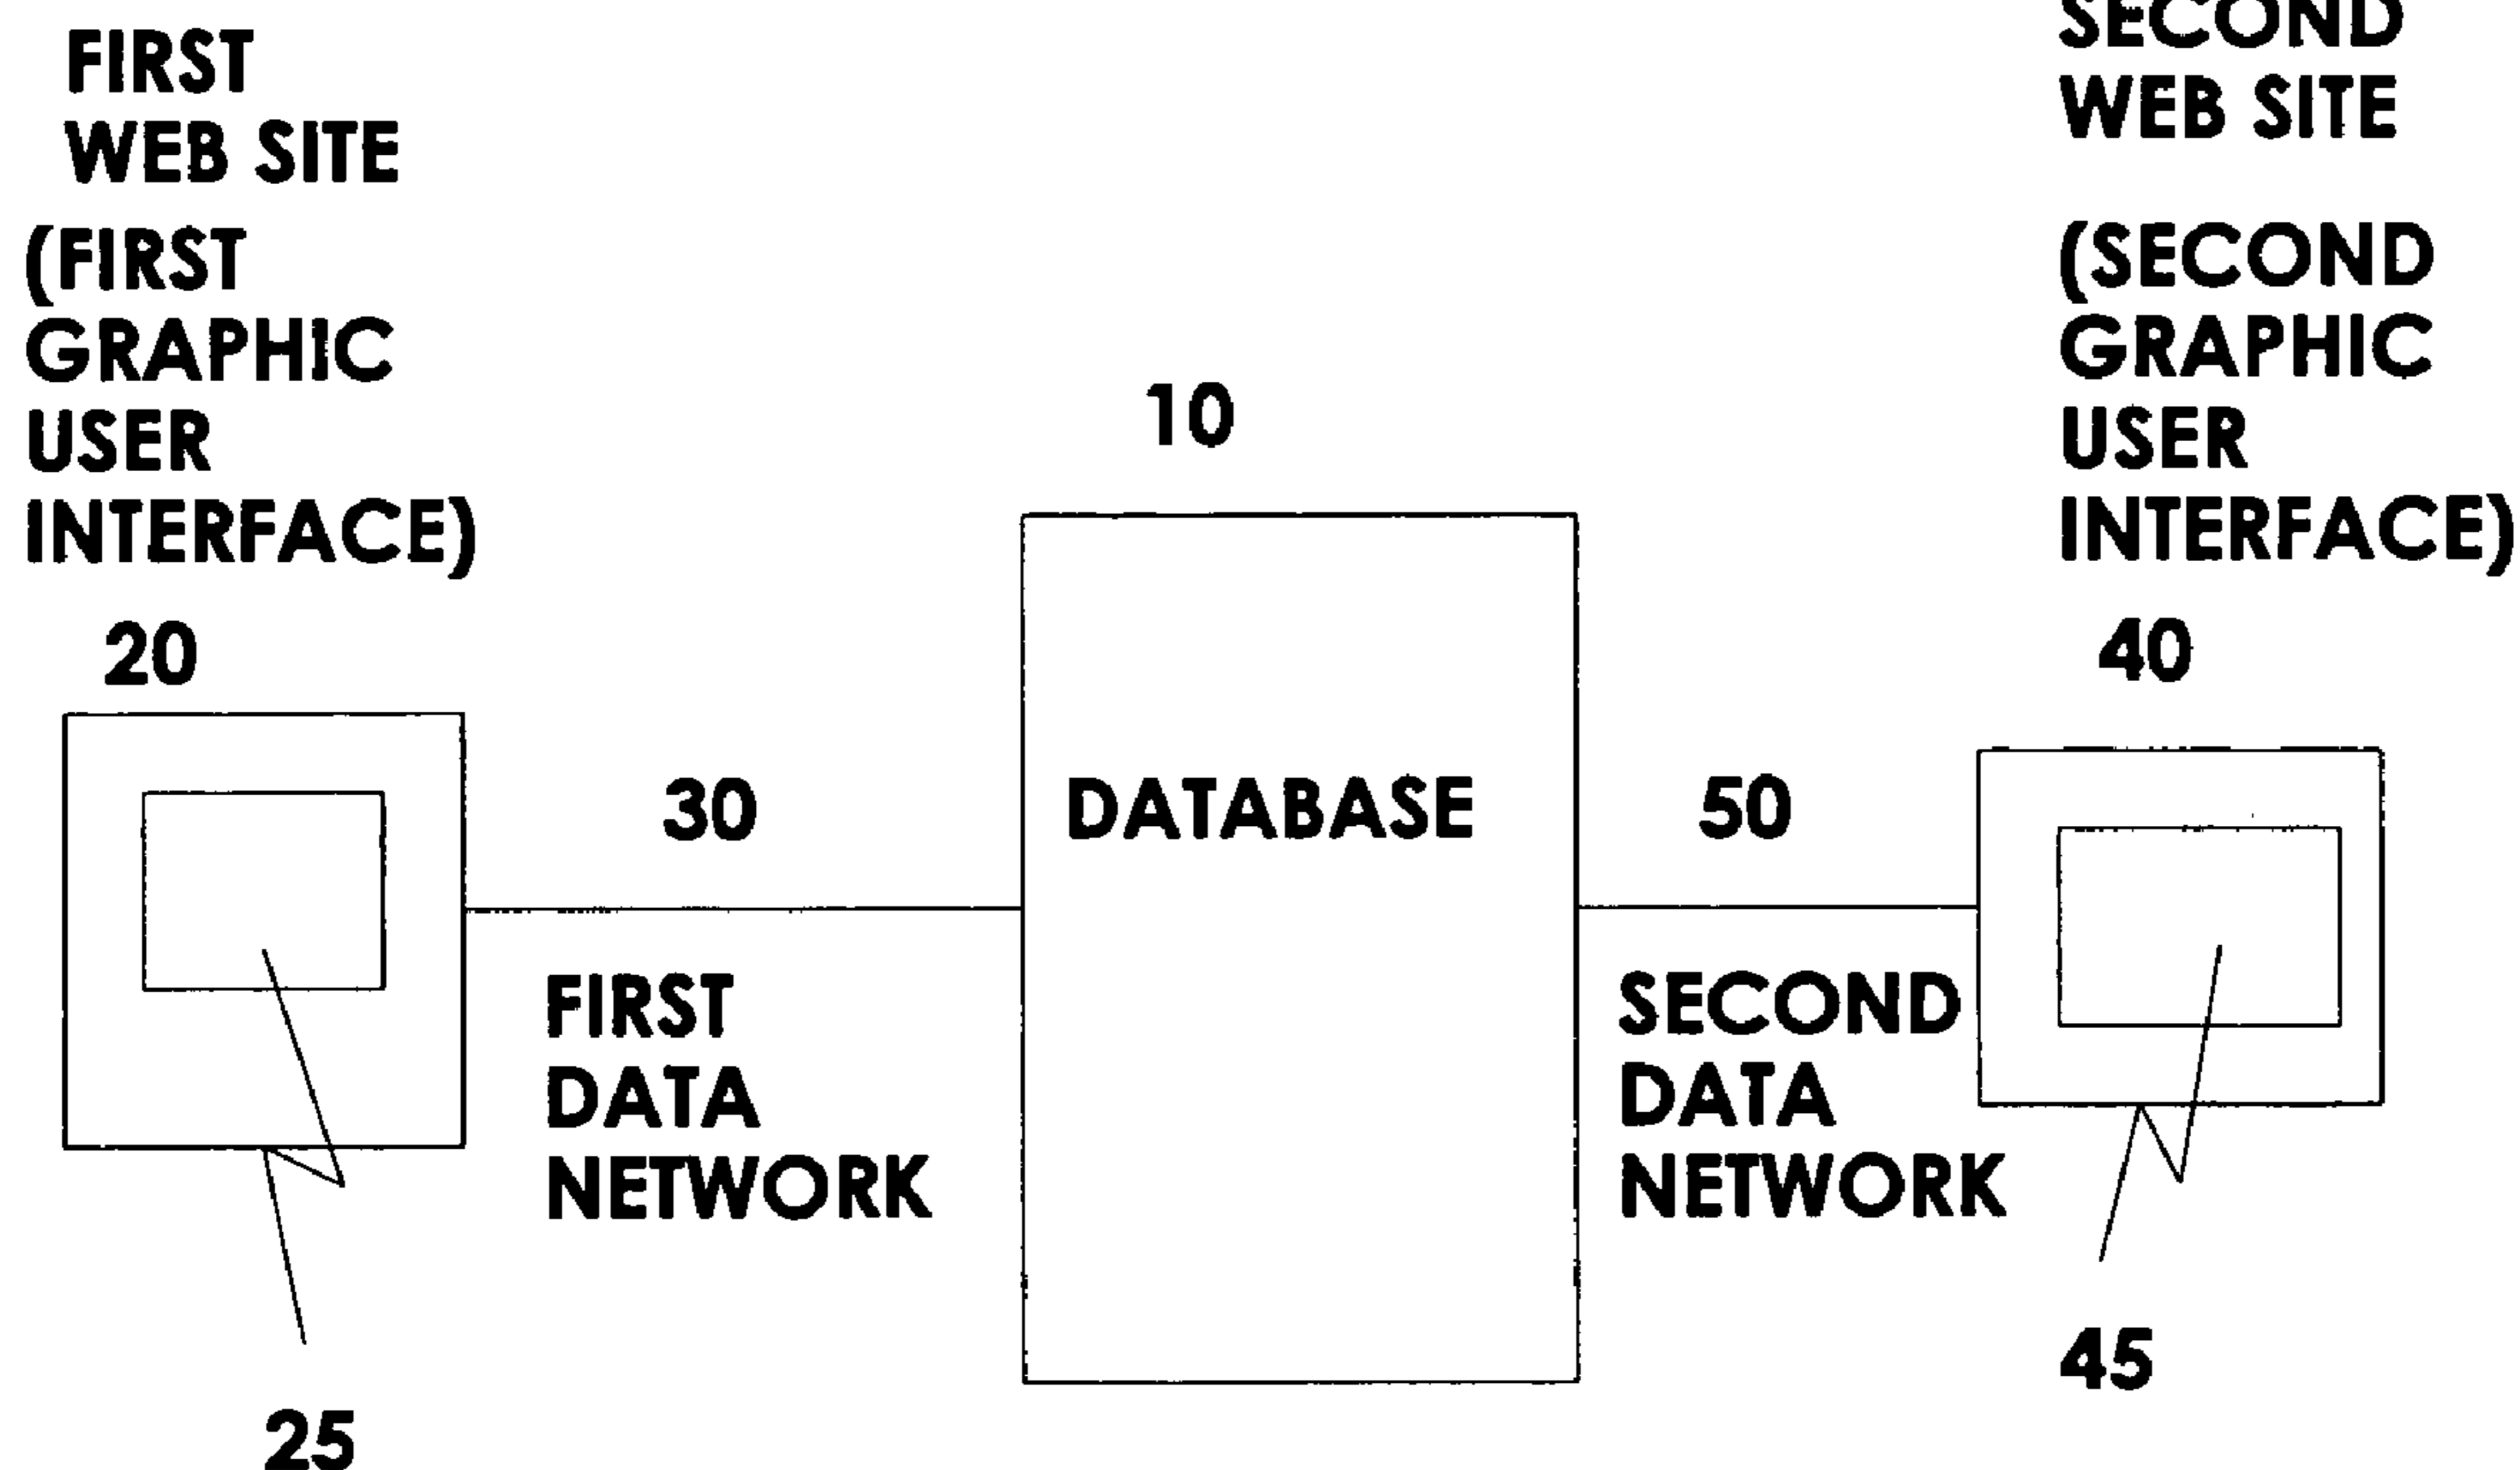 FIRST
WEB SITE
(FIRST
GRAPHIC
USER
INTERFACE)
20
25
30
FIRST
DATA
NETWORK
10
DATABASE
50
SECOND
DATA
NETWORK
SECOND
WEB SITE
(SECOND
GRAPHIC
USER
INTERFACE)
40
45